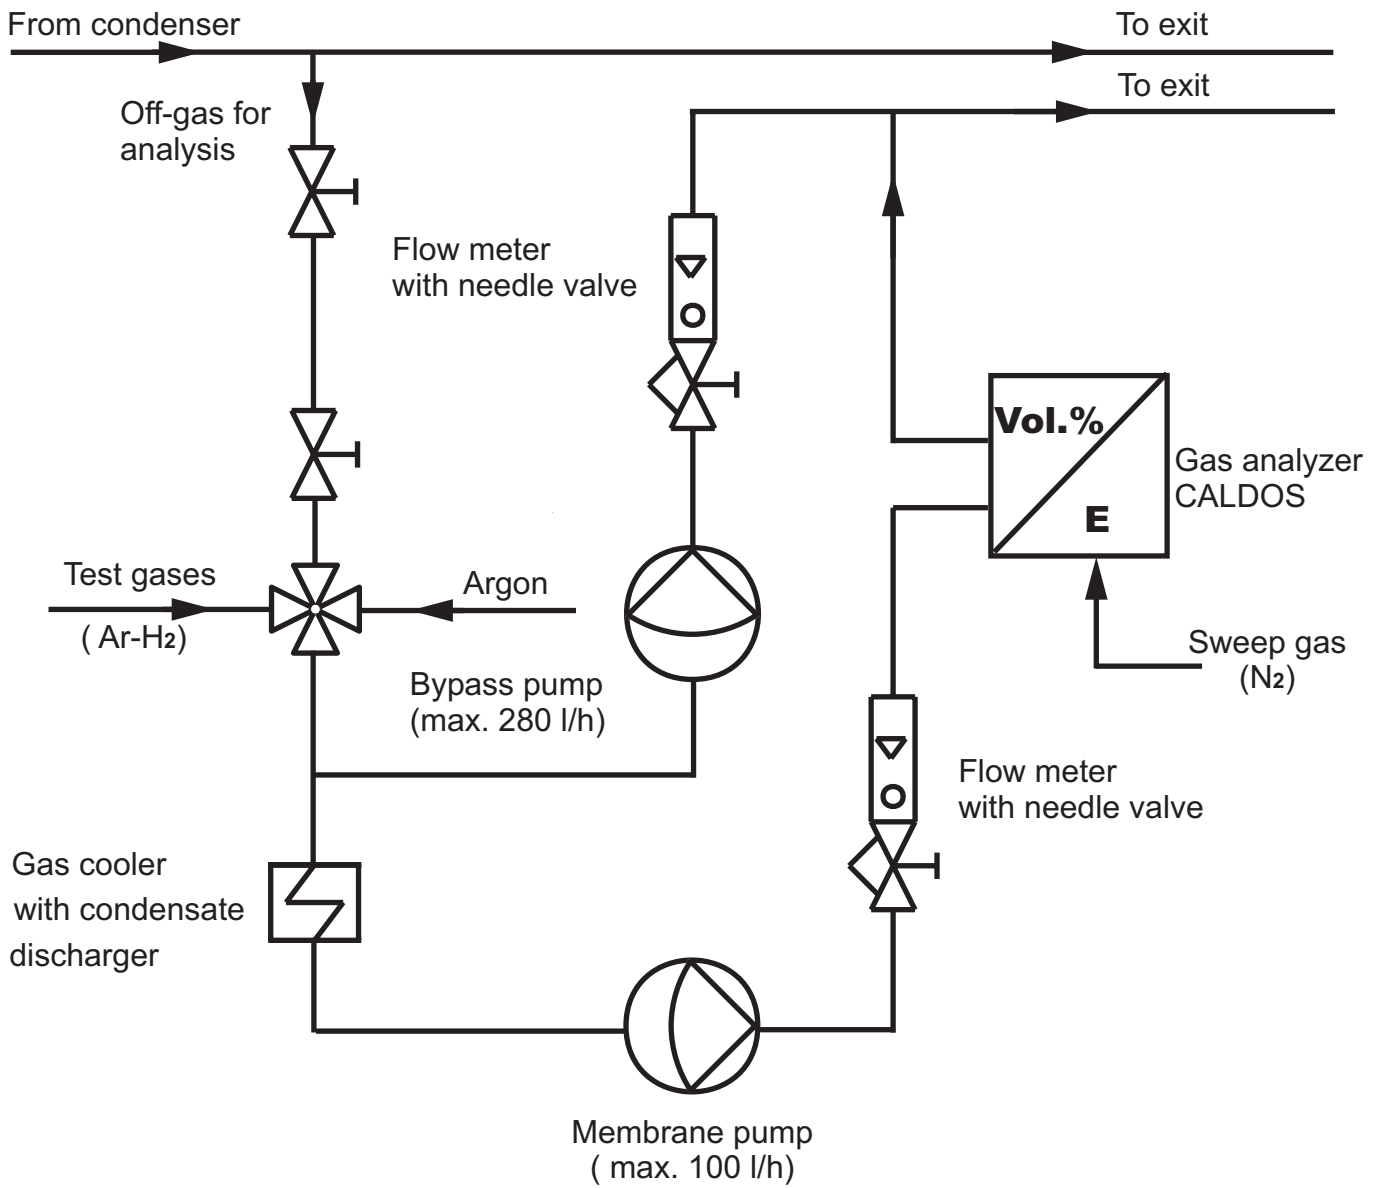 From condenser
To exit
To exit
Off-gas for
analysis
Flow meter
with needle valve
Vol.%
E
Gas analyzer
CALDOS
Test gases
( Ar-H2)
Argon
Sweep gas
(N2)
Bypass pump
(max. 280 l/h)
Flow meter
with needle valve
Gas cooler
with condensate
discharger
Membrane pump
( max. 100 l/h)